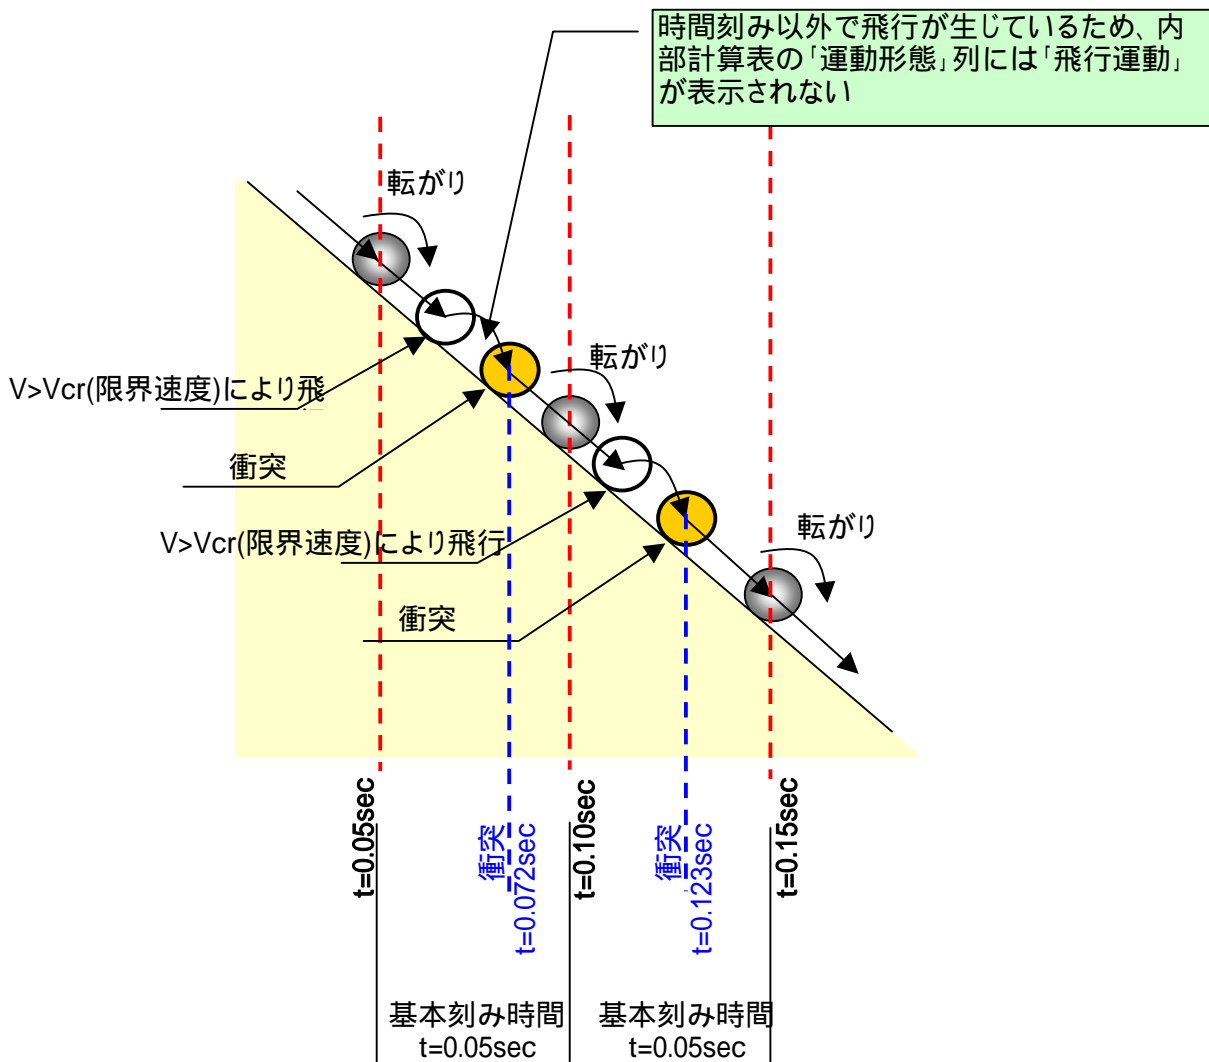 時間刻み以外で飛行が生じているため、内
部計算表の「運動形態」列には「飛行運動」
が表示されない
転がり
転がり
V>Vcr(限界速度)により飛
衝突
V>Vcr(限界速度)により飛行
転がり
衝突
t=0.05sec
衝突
t=0.072sec
t=0.10sec
衝突
t=0.123sec
t=0.15sec
基本刻み時間
t=0.05sec
基本刻み時間
t=0.05sec